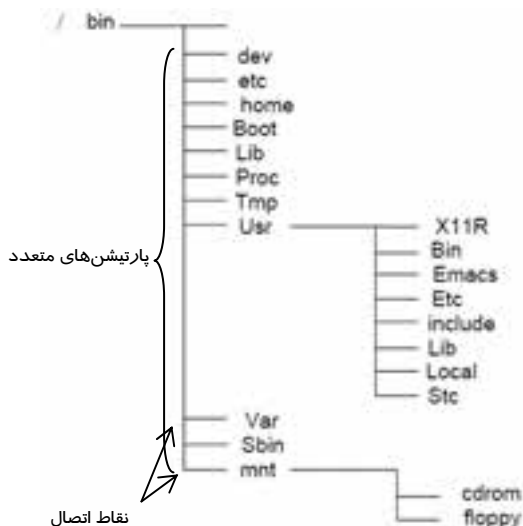 / bin
dev
etc
home
Boot
Lib
Proc
Tmp
Usr
X11R
Bin
Emacs
Etc
include
Lib
Local
Stc
پارتیشن‌های متعدد
Var
Sbin
mnt
cdrom
floppy
نقاط اتصال